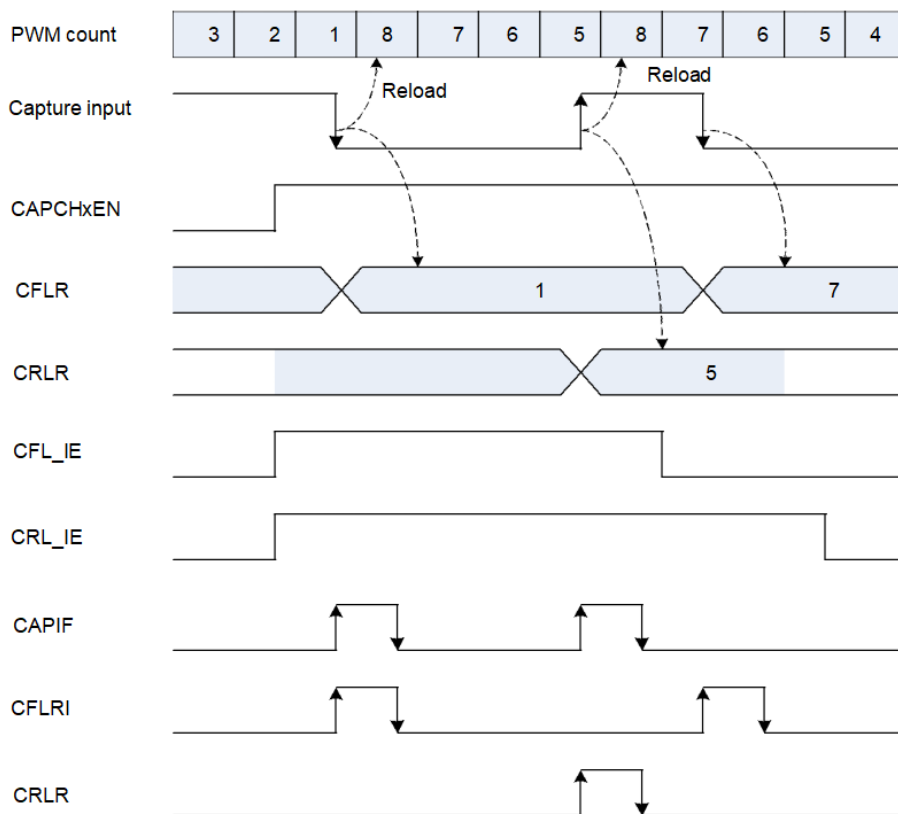 PWM count 3 2 1 8 7 6 5 8 7 6 5 4
Reload
Reload
Capture input
CAPCHxEN
CFLR 1 7
CRLR 5
CFL_IE
CRL_IE
CAPIF
CFLRI
CRLR